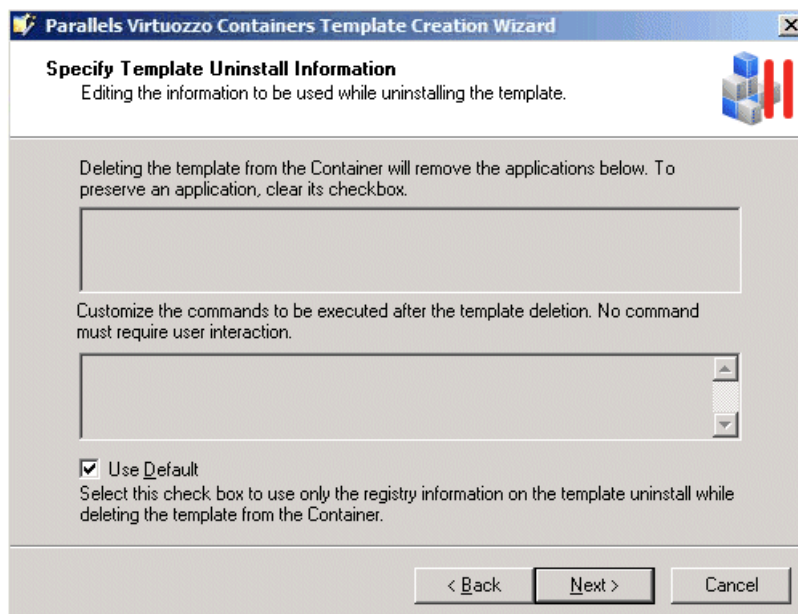 Parallels Virtuozzo Containers Template Creation Wizard
Specify Template Uninstall Information
Editing the information to be used while uninstalling the template.
Deleting the template from the Container will remove the applications below. To
preserve an application, clear its checkbox.
Customize the commands to be executed after the template deletion. No command
must require user interaction.
Use Default
Select this check box to use only the registry information on the template uninstall while
deleting the template from the Container.
< Back Next > Cancel